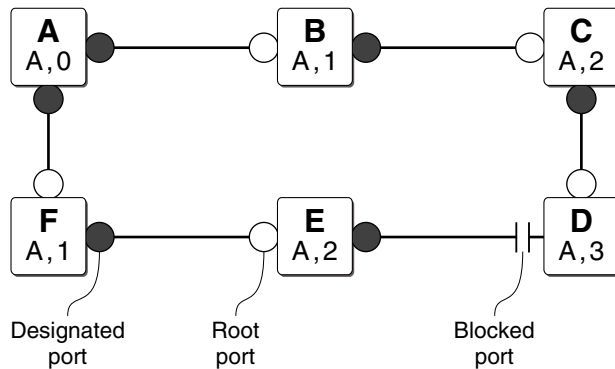 A
A,0
B
A,1
C
A,2
F
A,1
E
A,2
D
A,3
Designated
port
Root
port
Blocked
port